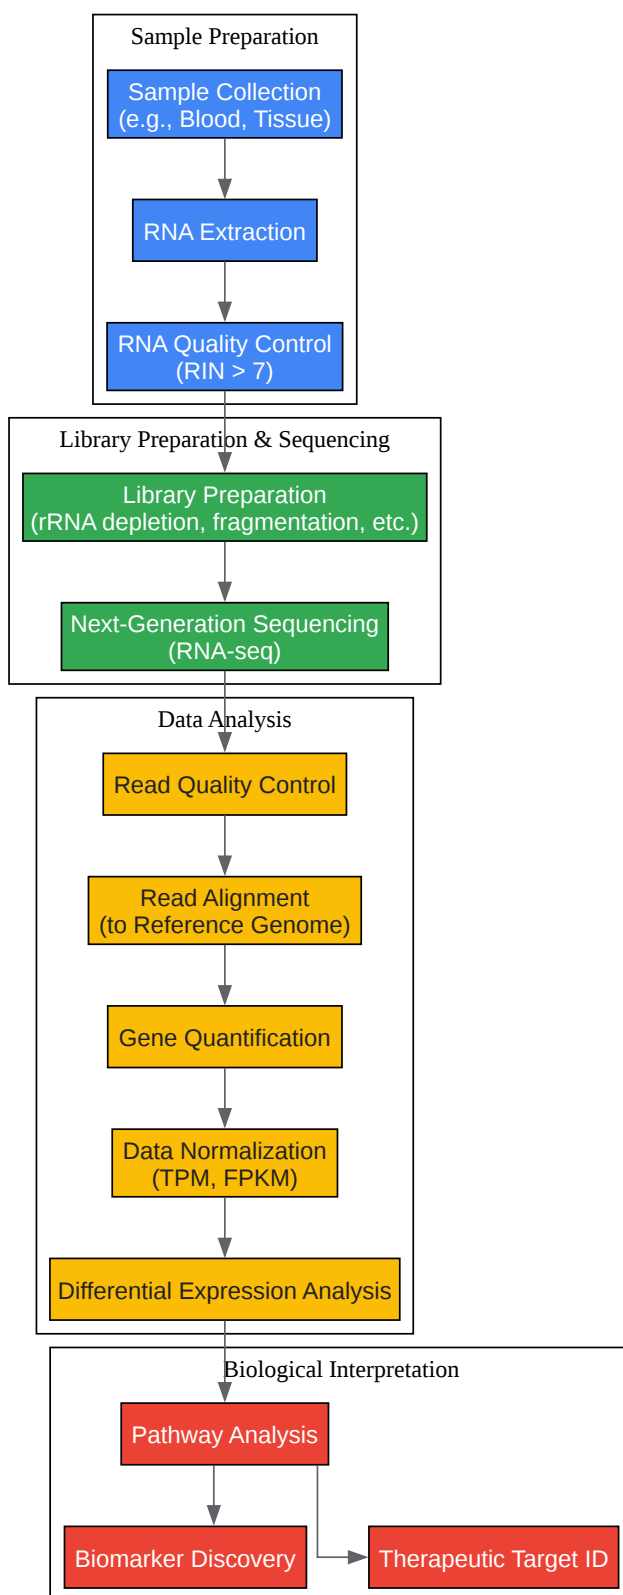 Sample Preparation
Sample Collection
(e.g., Blood, Tissue)
RNA Extraction
RNA Quality Control
(RIN > 7)
Library Preparation & Sequencing
Library Preparation
(rRNA depletion, fragmentation, etc.)
Next-Generation Sequencing
(RNA-seq)
Data Analysis
Read Quality Control
Read Alignment
(to Reference Genome)
Gene Quantification
Data Normalization
(TPM, FPKM)
Differential Expression Analysis
Biological Interpretation
Pathway Analysis
Biomarker Discovery
Therapeutic Target ID